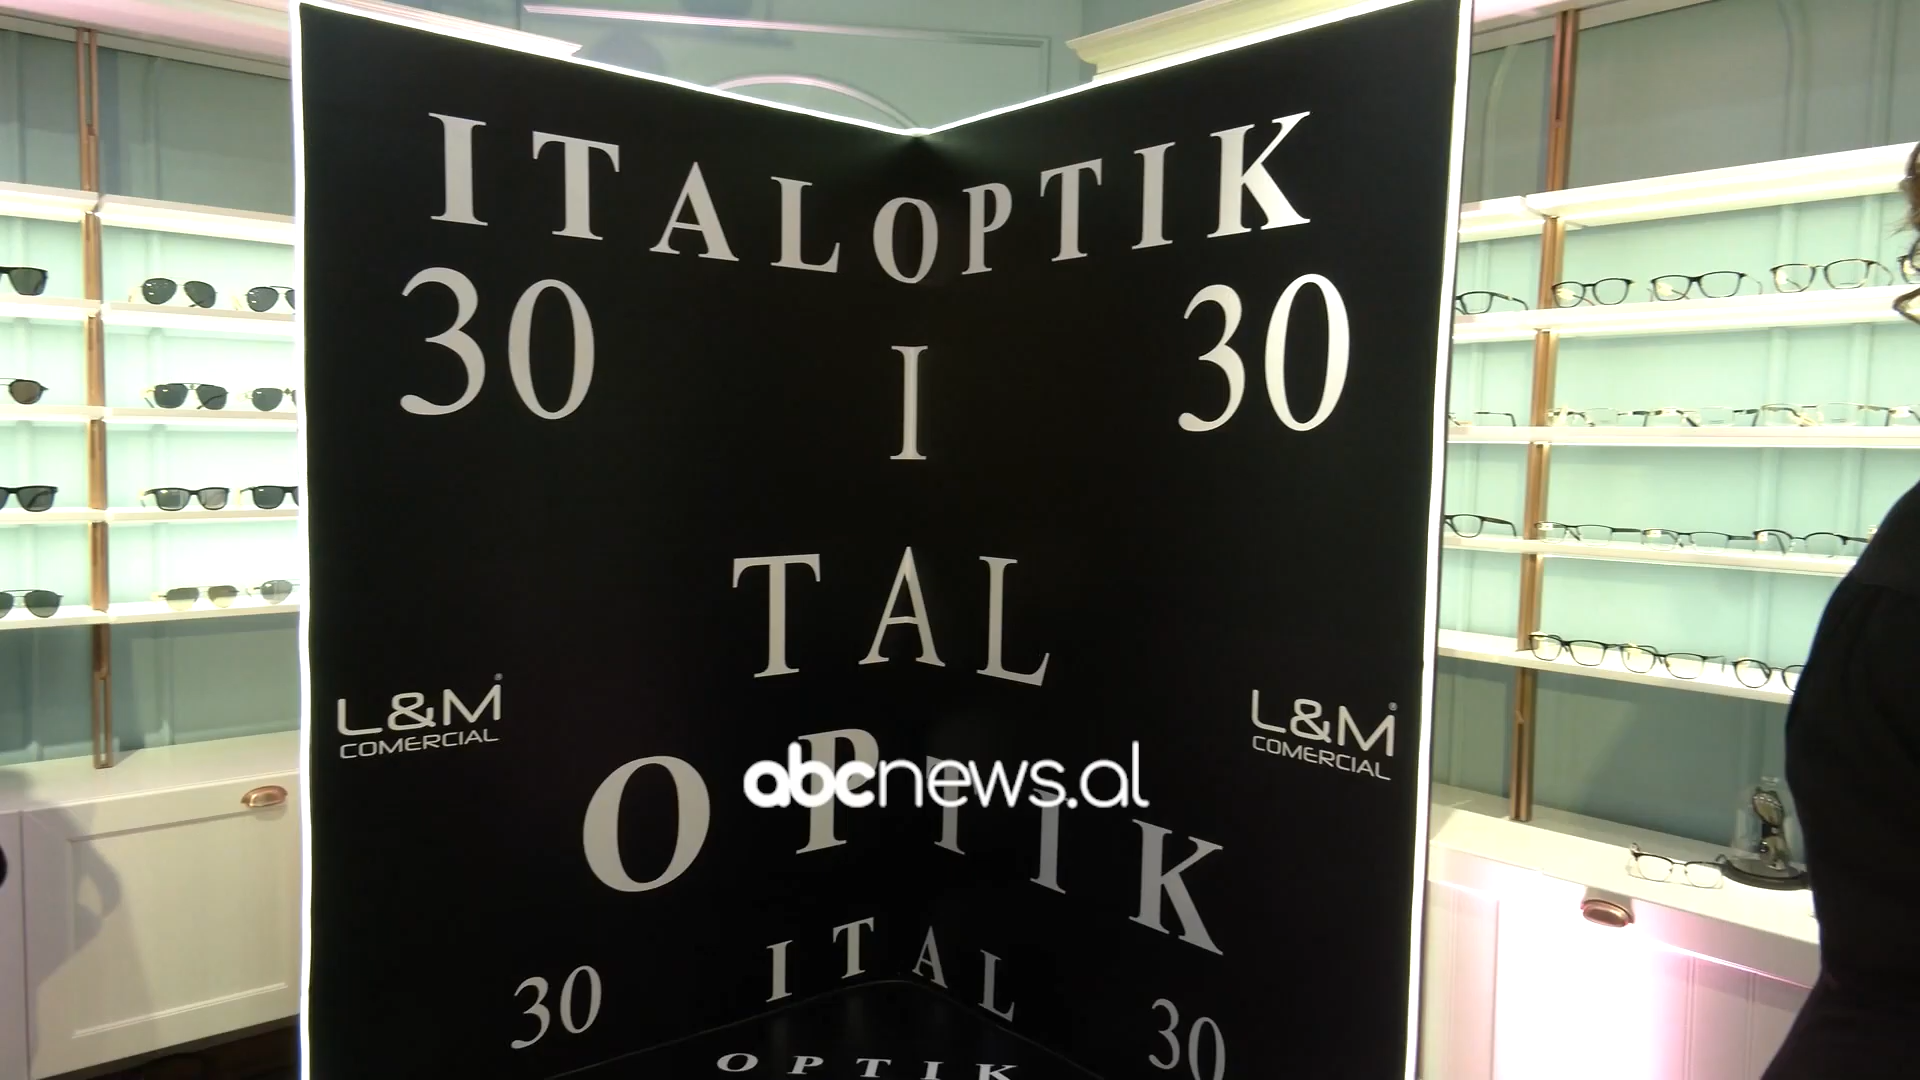 ITALOPTIK
30 30
I
TAL
L&M
COMERCIAL
L&M
COMERCIAL
OPTIK
abcnews.al
ITAL
30 30
OPTIK